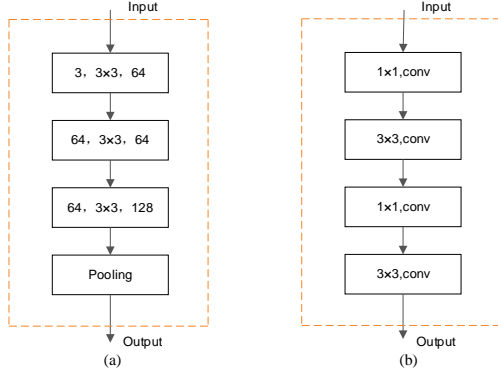 Input
3, 3×3, 64
64, 3×3, 64
64, 3×3, 128
Pooling
Output
(a)
Input
1×1,conv
3×3,conv
1×1,conv
3×3,conv
Output
(b)